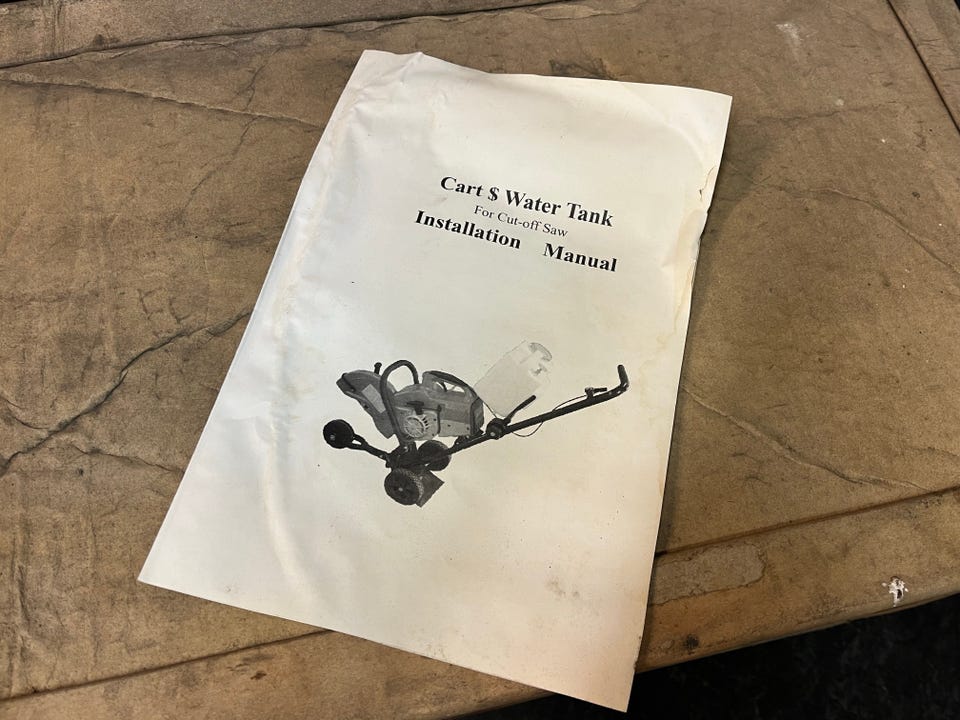 Cart $ Water Tank
For Cut-off Saw
Installation Manual